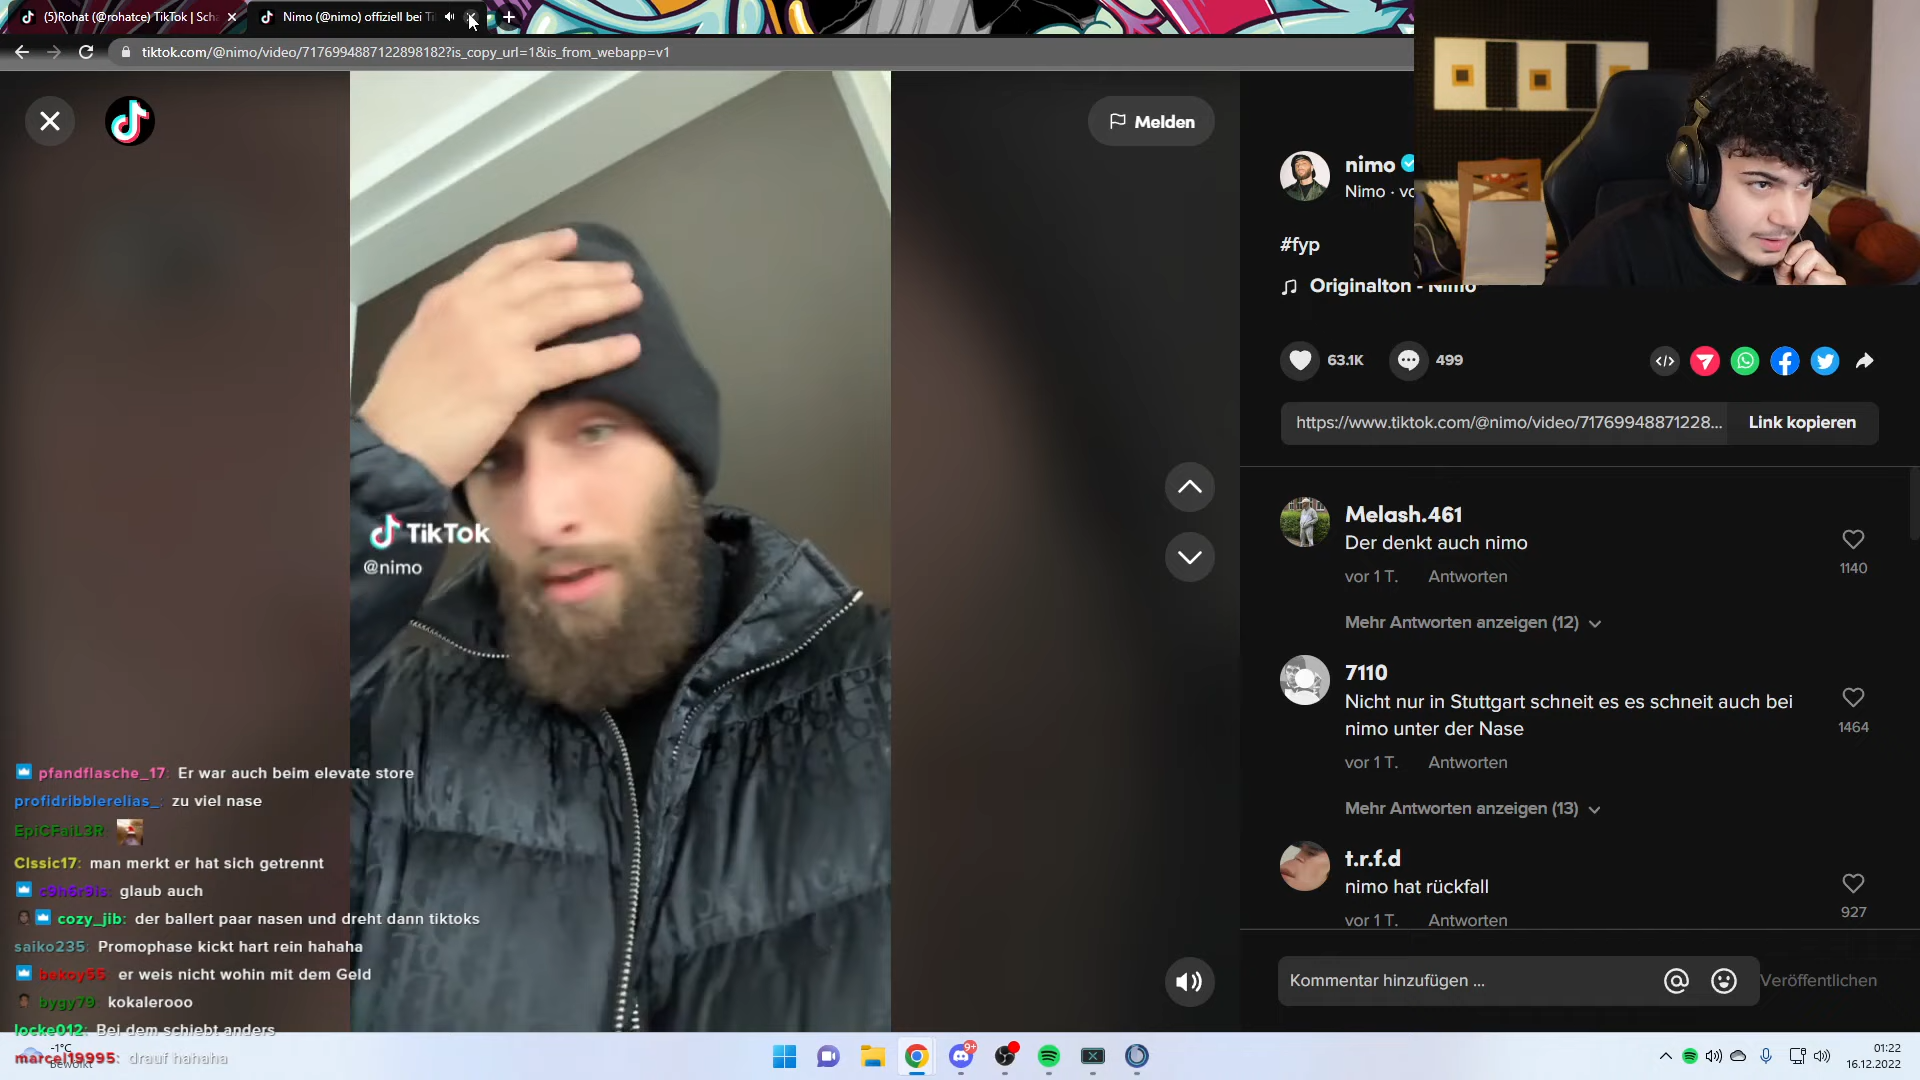 (5)Rohat (@rohatce) TikTok | Scha
Nimo (@nimo) offiziell bei Ti
tiktok.com/@nimo/video/7176994887122898182?is_copy_url=1&is_from_webapp=v1
Melden
nimo
Nimo · vo
#fyp
Originalton - Nimo
63.1K
499
https://www.tiktok.com/@nimo/video/71769948871228...
Link kopieren
TikTok
@nimo
Melash.461
Der denkt auch nimo
1140
vor 1 T. Antworten
Mehr Antworten anzeigen (12)
7110
Nicht nur in Stuttgart schneit es es schneit auch bei
nimo unter der Nase
1464
vor 1 T. Antworten
Mehr Antworten anzeigen (13)
t.r.f.d
nimo hat rückfall
927
vor 1 T. Antworten
Kommentar hinzufügen ...
Veröffentlichen
pfandflasche_17: Er war auch beim elevate store
profidribblerelias_: zu viel nase
EpiCFaiL3R:
Clssic17: man merkt er hat sich getrennt
c9h6r9is: glaub auch
cozy_jib: der ballert paar nasen und dreht dann tiktoks
saiko235: Promophase kickt hart rein hahaha
bekoy55: er weis nicht wohin mit dem Geld
bygy79: kokalerooo
locke012: Bei dem schiebt anders
marcel19995: drauf hahaha
-1°C
Bewölkt
9+
01:22
16.12.2022